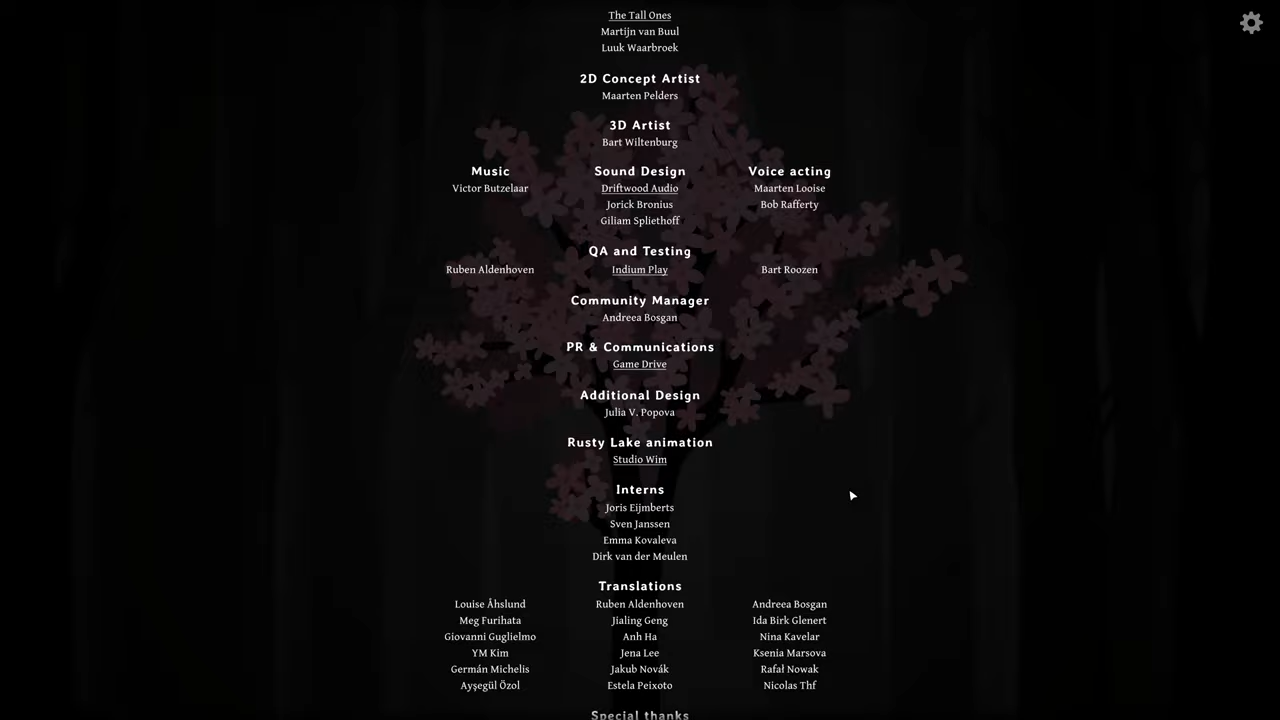 The Tall Ones
Martijn van Buul
Luuk Waarbroek
2D Concept Artist
Maarten Pelders
3D Artist
Bart Wiltenburg
Music Sound Design Voice acting
Victor Butzelaar Driftwood Audio Maarten Looise
Jorick Bronius Bob Rafferty
Giliam Spliethoff
QA and Testing
Ruben Aldenhoven Indium Play Bart Roozen
Community Manager
Andreea Bosgan
PR & Communications
Game Drive
Additional Design
Julia V. Popova
Rusty Lake animation
Studio Wim
Interns
Joris Eijmberts
Sven Janssen
Emma Kovaleva
Dirk van der Meulen
Translations
Louise Åhslund Ruben Aldenhoven Andreea Bosgan
Meg Furihata Jialing Geng Ida Birk Glenert
Giovanni Guglielmo Anh Ha Nina Kavelar
YM Kim Jena Lee Ksenia Marsova
Germán Michelis Jakub Novák Rafał Nowak
Ayşegül Özol Estela Peixoto Nicolas Thf
Special thanks